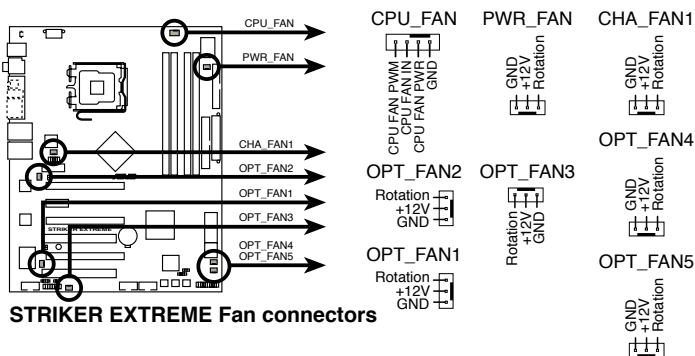 CPU_FAN
PWR_FAN
CHA_FAN1
OPT_FAN2
OPT_FAN1
OPT_FAN3
OPT_FAN4
OPT_FAN5
STRIKER EXTREME
STRIKER EXTREME Fan connectors
CPU_FAN
CPU FAN PWM
CPU FAN IN
CPU FAN PWR
GND
PWR_FAN
GND
+12V
Rotation
CHA_FAN1
GND
+12V
Rotation
OPT_FAN2
Rotation
+12V
GND
OPT_FAN3
Rotation
+12V
GND
OPT_FAN4
GND
+12V
Rotation
OPT_FAN1
Rotation
+12V
GND
OPT_FAN5
GND
+12V
Rotation